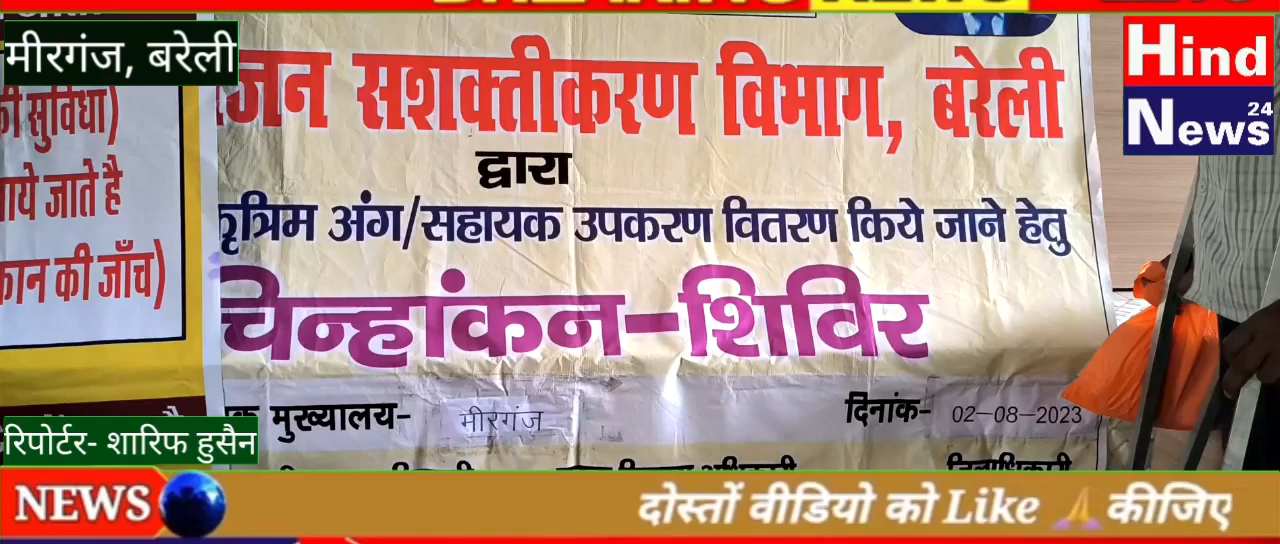 मीरगंज, बरेली
Hind
News 24
की सुविधा)
जाते है
कान की जाँच)
सशक्तीकरण विभाग, बरेली
द्वारा
कृत्रिम अंग/सहायक उपकरण वितरण किये जाने हेतु
चिन्हांकन-शिविर
मुख्यालय- मीरगंज दिनांक- 02-08-2023
रिपोर्टर- शारिफ हुसैन
NEWS दोस्तों वीडियो को Like 🙏 कीजिए